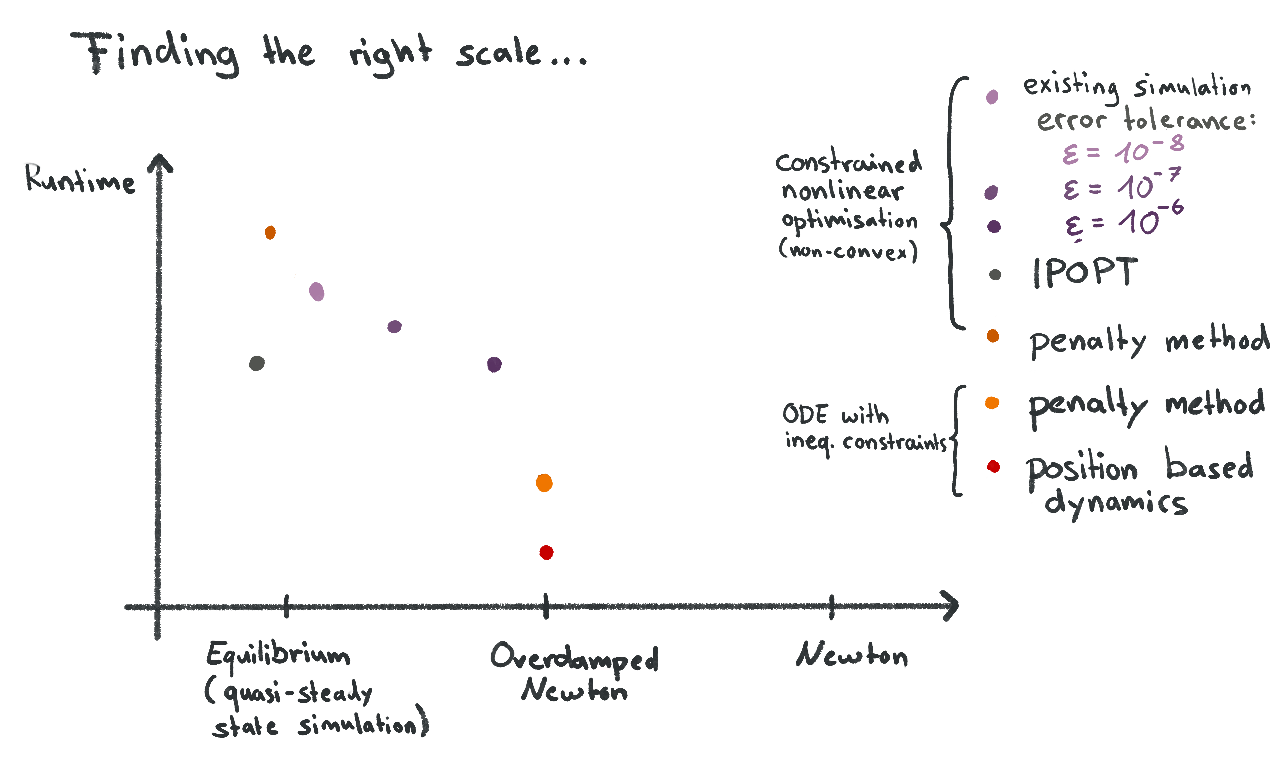 Finding the right scale...
Runtime
Equilibrium
(quasi-steady
state simulation)
Overdamped
Newton
Newton
constrained
nonlinear
optimisation
(non-convex)
existing simulation
error tolerance:
ε = 10⁻⁸
ε = 10⁻⁷
ε = 10⁻⁶
IPOPT
penalty method
ODE with
ineq. constraints
penalty method
position based
dynamics